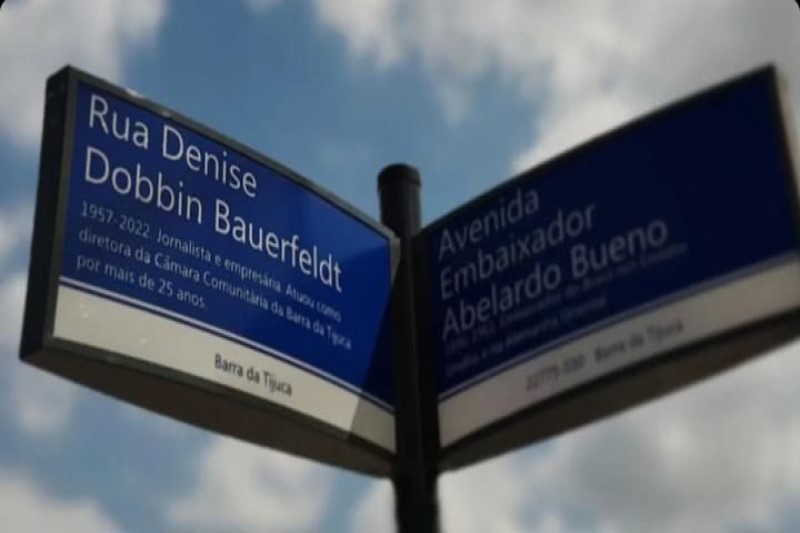 Rua Denise
Dobbin Bauerfeldt
1957-2022. Jornalista e empresária. Atuou como
diretora da Câmara Comunitária da Barra da Tijuca
por mais de 25 anos.
Barra da Tijuca
Avenida
Embaixador
Abelardo Bueno
Barra da Tijuca